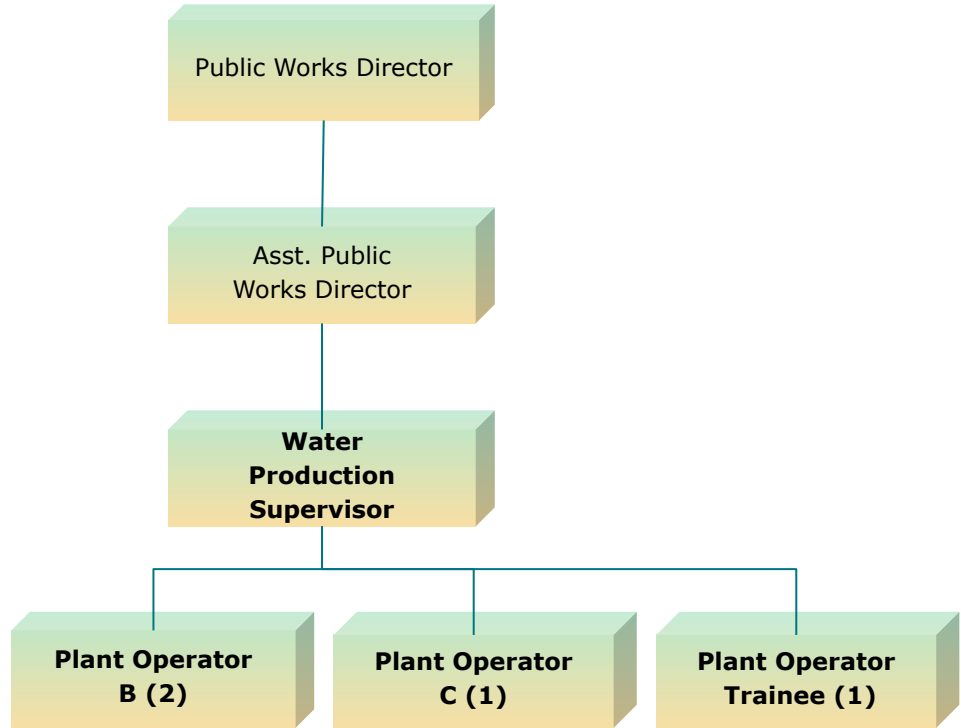 Public Works Director
Asst. Public
Works Director
Water
Production
Supervisor
Plant Operator
B (2)
Plant Operator
C (1)
Plant Operator
Trainee (1)